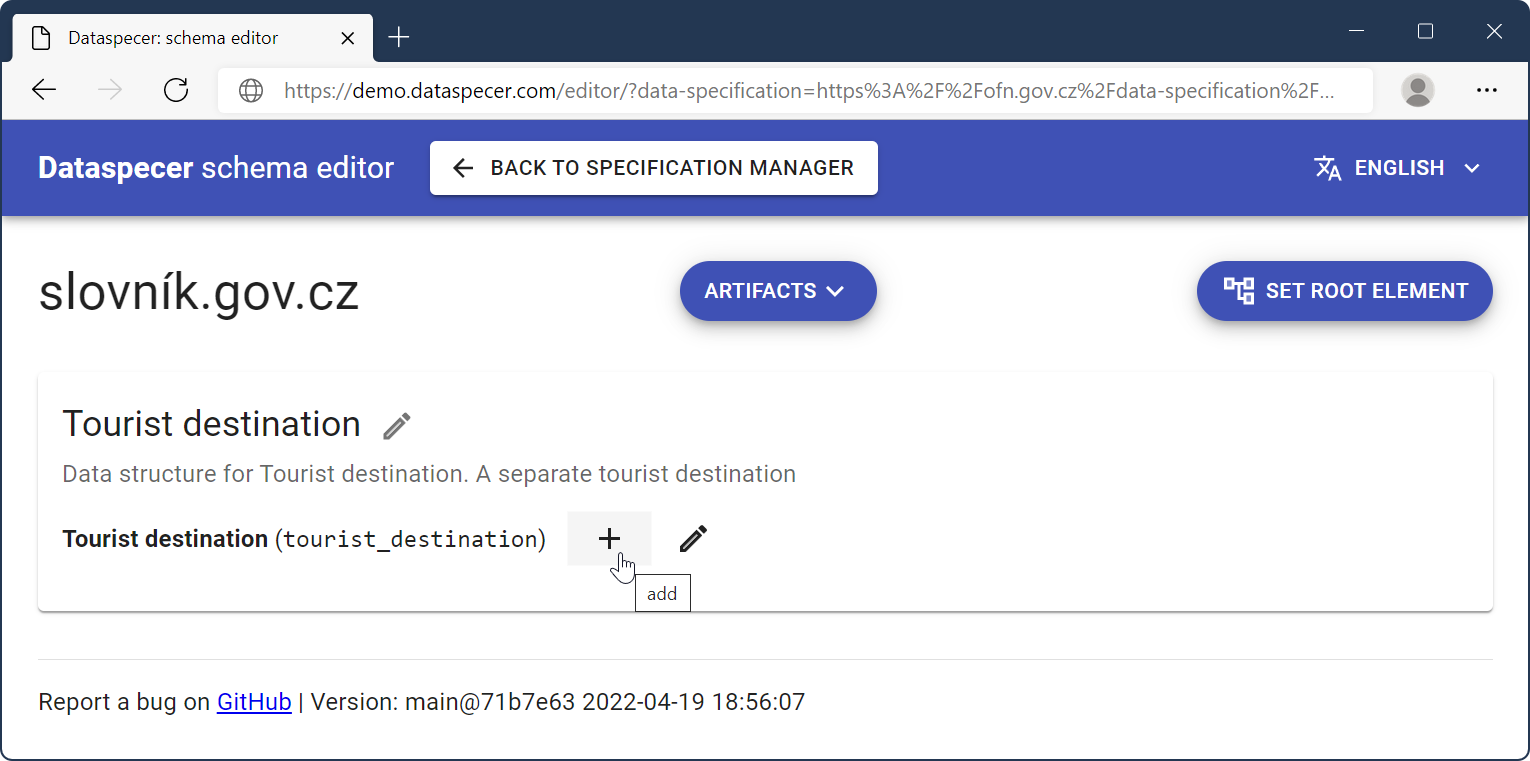 Dataspecer: schema editor
https://demo.dataspecer.com/editor/?data-specification=https%3A%2F%2Fofn.gov.cz%2Fdata-specification%2F...
Dataspecer schema editor
BACK TO SPECIFICATION MANAGER
ENGLISH
slovník.gov.cz
ARTIFACTS
SET ROOT ELEMENT
Tourist destination
Data structure for Tourist destination. A separate tourist destination
Tourist destination (tourist_destination)
add
Report a bug on GitHub | Version: main@71b7e63 2022-04-19 18:56:07